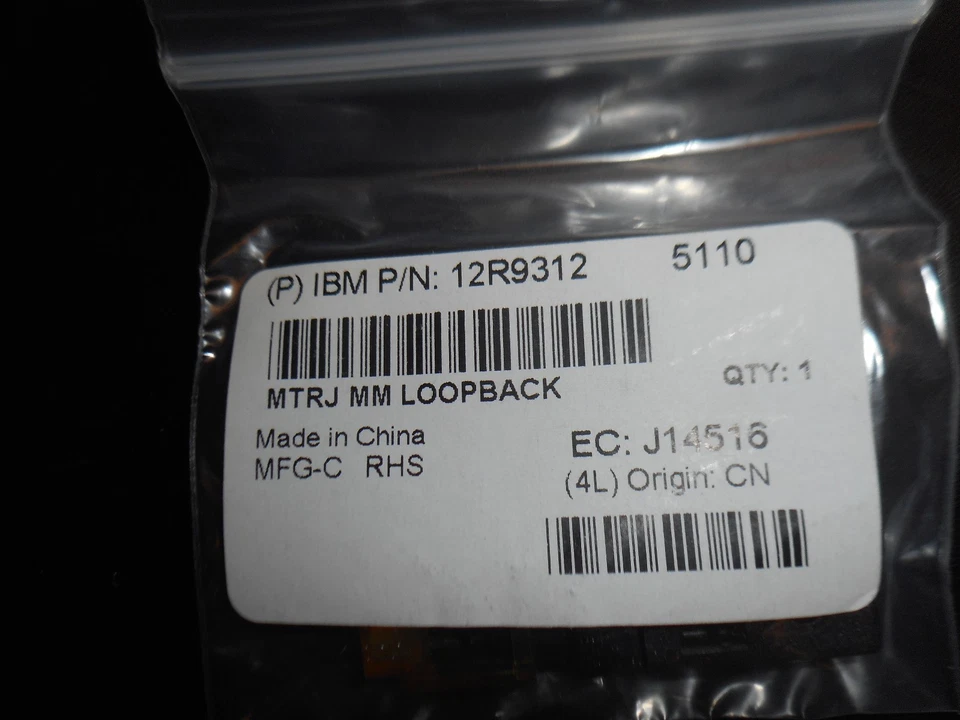 (P) IBM P/N: 12R9312 5110
MTRJ MM LOOPBACK QTY: 1
Made in China
MFG-C RHS
EC: J14516
(4L) Origin: CN